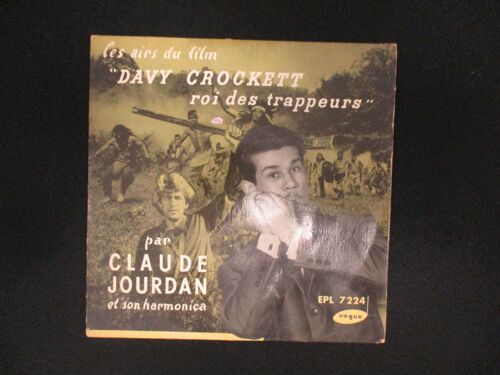 les airs du film
"DAVY CROCKETT
roi des trappeurs"
par
CLAUDE
JOURDAN
et son harmonica
EPL 7224
vogue